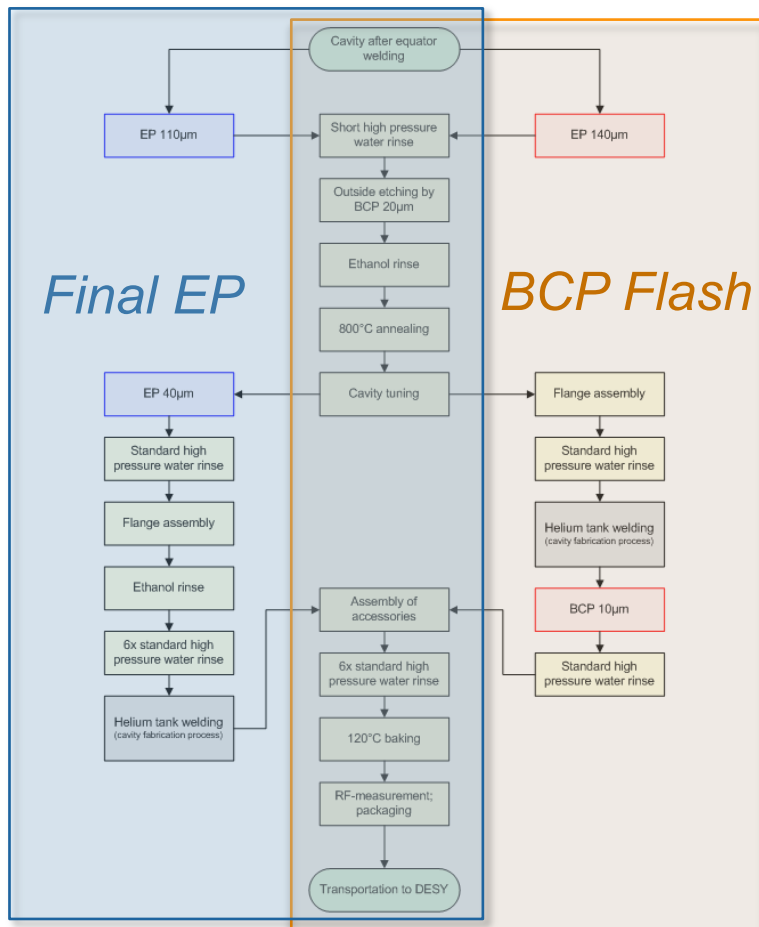 Cavity after equator
welding
EP 110µm
Short high pressure
water rinse
EP 140µm
Outside etching by
BCP 20µm
Ethanol rinse
Final EP
BCP Flash
800°C annealing
EP 40µm
Cavity tuning
Flange assembly
Standard high
pressure water rinse
Standard high
pressure water rinse
Flange assembly
Helium tank welding
(cavity fabrication process)
Ethanol rinse
Assembly of
accessories
BCP 10µm
6x standard high
pressure water rinse
6x standard high
pressure water rinse
Standard high
pressure water rinse
Helium tank welding
(cavity fabrication process)
120°C baking
RF-measurement;
packaging
Transportation to DESY